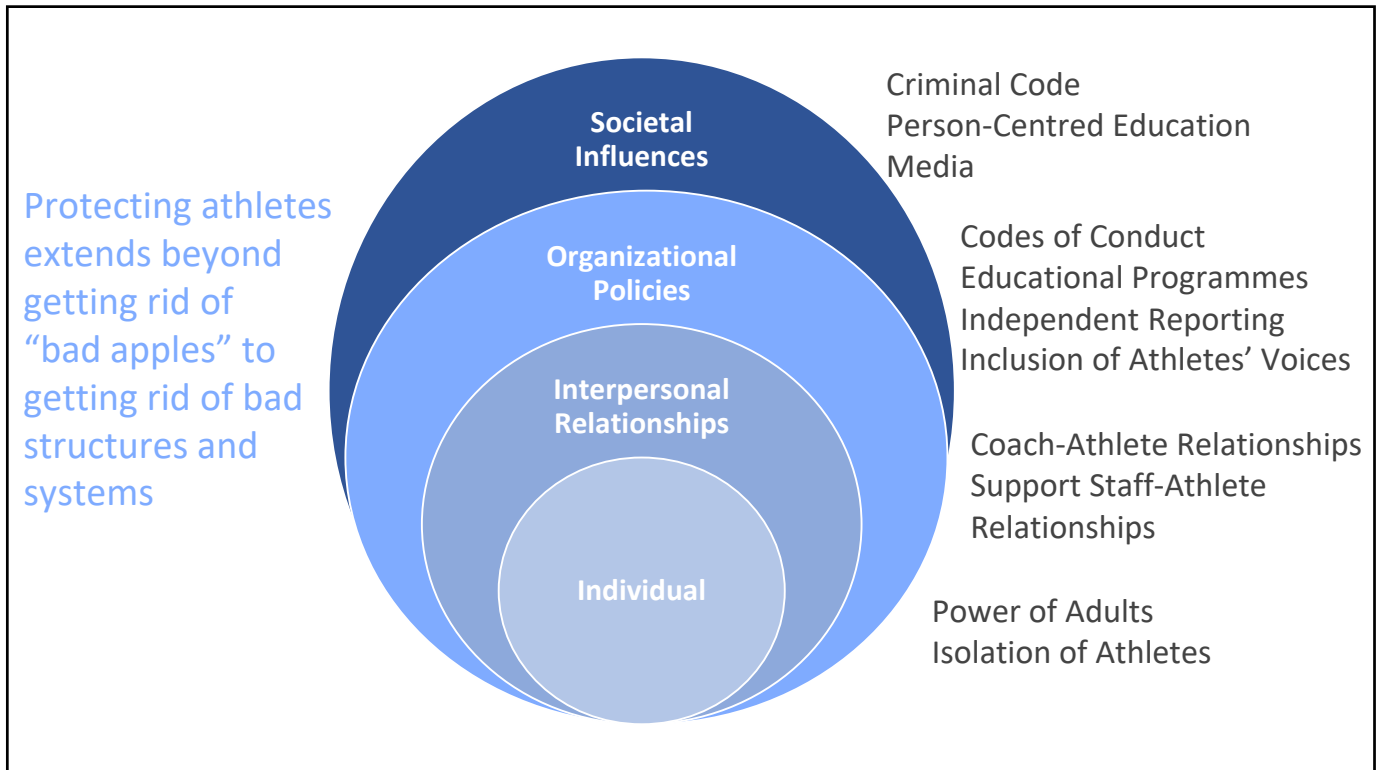 Protecting athletes
extends beyond
getting rid of
“bad apples” to
getting rid of bad
structures and
systems
Societal
Influences
Organizational
Policies
Interpersonal
Relationships
Individual
Criminal Code
Person-Centred Education
Media
Codes of Conduct
Educational Programmes
Independent Reporting
Inclusion of Athletes’ Voices
Coach-Athlete Relationships
Support Staff-Athlete
Relationships
Power of Adults
Isolation of Athletes